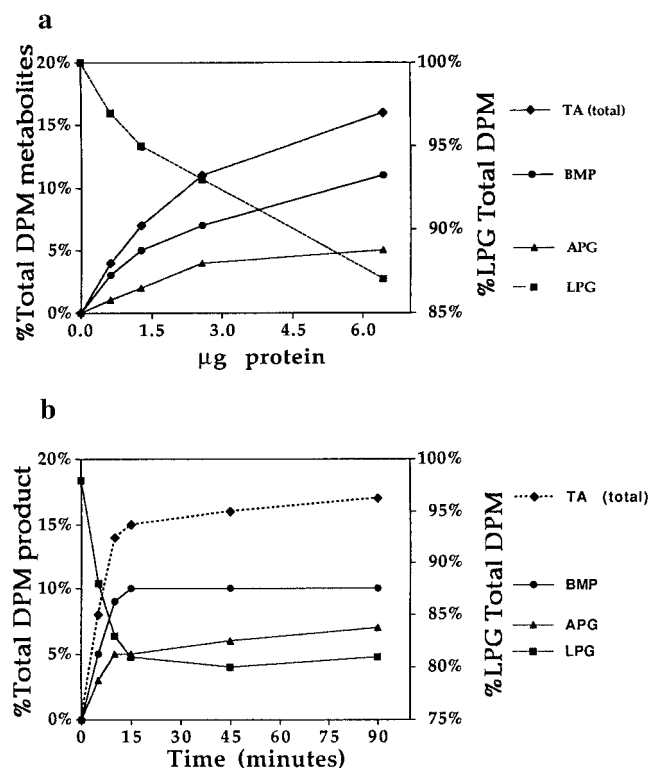 a
%Total DPM metabolites
20%
15%
10%
5%
0%
0.0
1.5
3.0
4.5
6.0
µg protein
100%
95%
90%
85%
%LPG Total DPM
TA (total)
BMP
APG
LPG
b
%Total DPM product
20%
15%
10%
5%
0%
0
15
30
45
60
75
90
Time (minutes)
100%
95%
90%
85%
80%
75%
%LPG Total DPM
TA (total)
BMP
APG
LPG